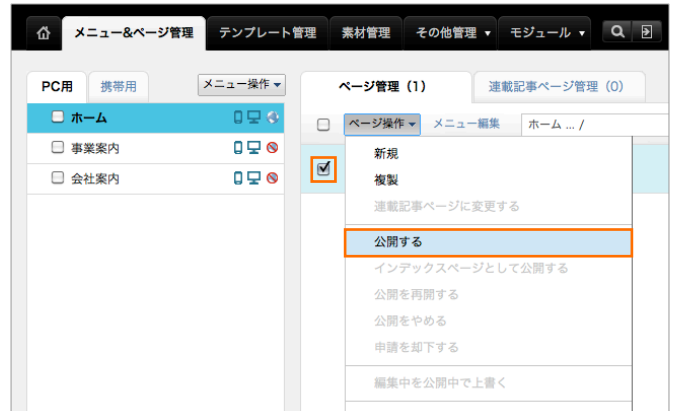 メニュー&ページ管理 テンプレート管理 素材管理 その他管理 ▼ モジュール ▼
PC用 携帯用 メニュー操作▼
ホーム
事業案内
会社案内
ページ管理 (1) 連載記事ページ管理 (0)
ページ操作▼ メニュー編集 ホーム ... /
新規
複製
連載記事ページに変更する
公開する
インデックスページとして公開する
公開を再開する
公開をやめる
申請を却下する
編集中を公開中で上書く